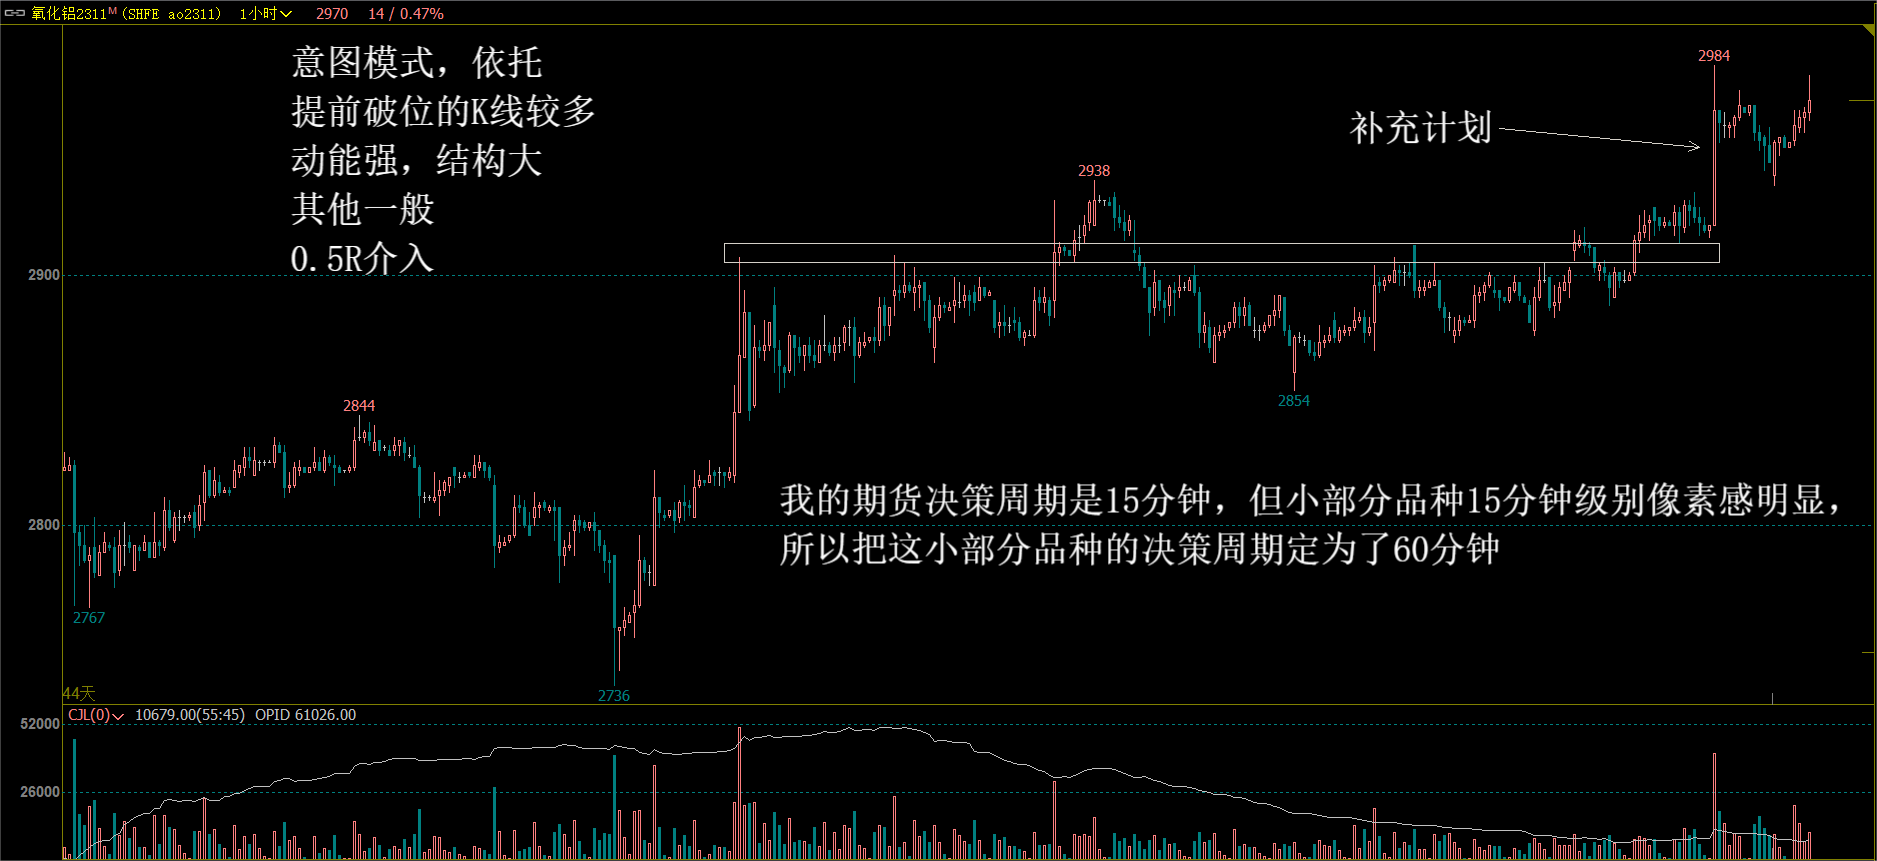 氧化铝2311M (SHFE ao2311) 1小时 2970 14 / 0.47%
意图模式，依托
提前破位的K线较多
动能强，结构大
其他一般
0.5R介入
2984
补充计划
2938
2900
2854
2844
我的期货决策周期是15分钟，但小部分品种15分钟级别像素感明显，
所以把这小部分品种的决策周期定为了60分钟
2800
2767
2736
44天
CJL(0) 10679.00(55:45) OPID 61026.00
52000
26000